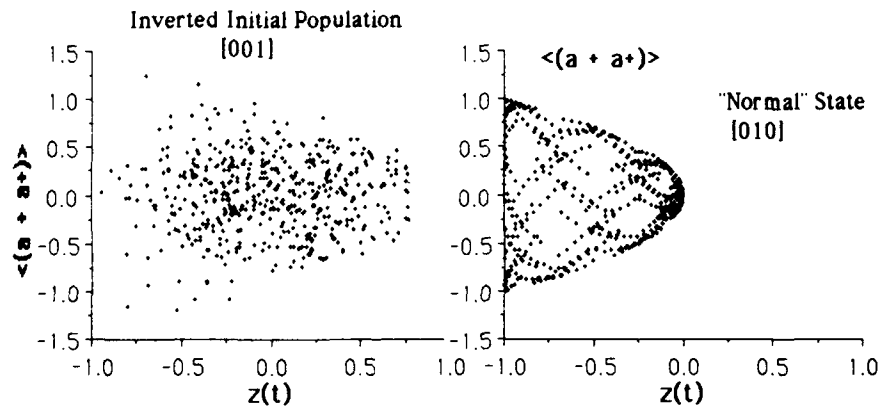 Inverted Initial Population
[001]
<(a + a+)>
1.5
1.0
0.5
0.0
-0.5
-1.0
-1.5
-1.0 -0.5 0.0 0.5 1.0
z(t)
<(a + a+)>
"Normal" State
[010]
1.5
1.0
0.5
0.0
-0.5
-1.0
-1.5
-1.0 -0.5 0.0 0.5 1.0
z(t)